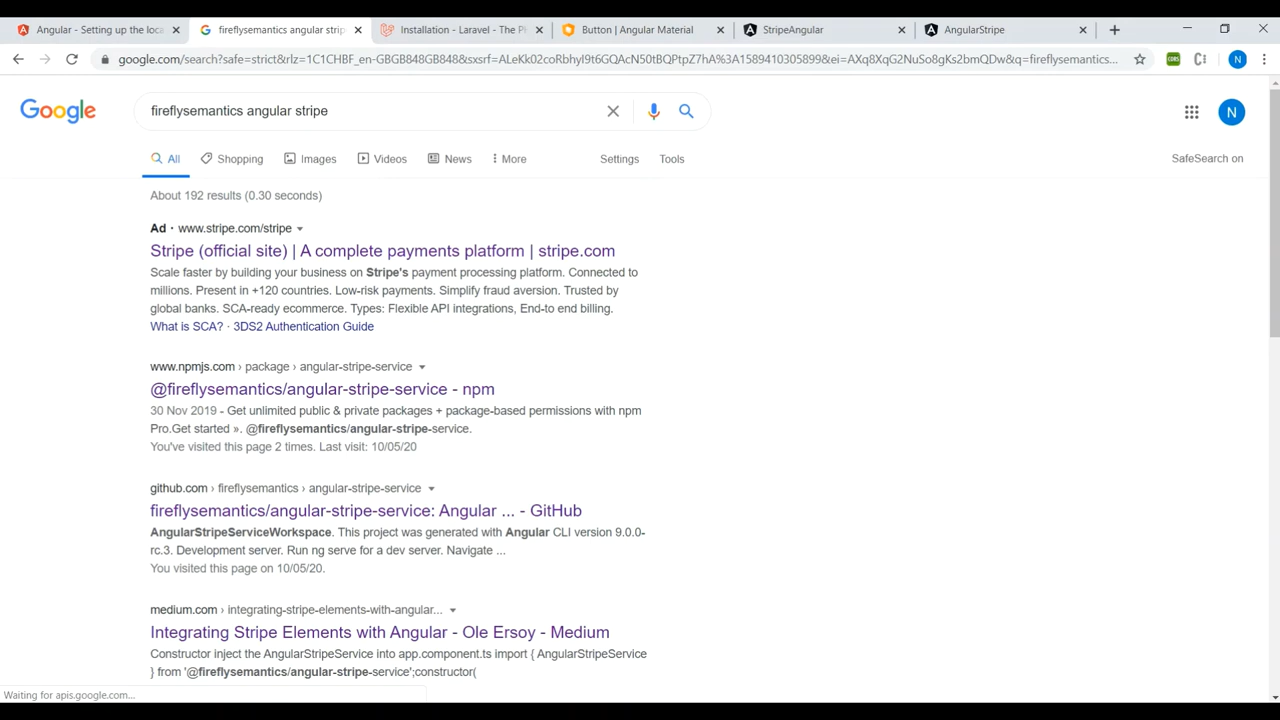 Angular - Setting up the loca
fireflysemantics angular strip
Installation - Laravel - The PH
Button | Angular Material
StripeAngular
AngularStripe
google.com/search?safe=strict&rlz=1C1CHBF_en-GBGB848GB848&sxsrf=ALeKk02coRbhyI9t6GQAcN50tBQPtpZ7hA%3A1589410305899&ei=AXq8XqG2NuSo8gKs2bmQDw&q=fireflysemantics...
N
Google
fireflysemantics angular stripe
N
All
Shopping
Images
Videos
News
More
Settings
Tools
SafeSearch on
About 192 results (0.30 seconds)
Ad · www.stripe.com/stripe
Stripe (official site) | A complete payments platform | stripe.com
Scale faster by building your business on Stripe's payment processing platform. Connected to
millions. Present in +120 countries. Low-risk payments. Simplify fraud aversion. Trusted by
global banks. SCA-ready ecommerce. Types: Flexible API integrations, End-to end billing.
What is SCA? · 3DS2 Authentication Guide
www.npmjs.com › package › angular-stripe-service
@fireflysemantics/angular-stripe-service - npm
30 Nov 2019 - Get unlimited public & private packages + package-based permissions with npm
Pro.Get started ». @fireflysemantics/angular-stripe-service.
You've visited this page 2 times. Last visit: 10/05/20
github.com › fireflysemantics › angular-stripe-service
fireflysemantics/angular-stripe-service: Angular ... - GitHub
AngularStripeServiceWorkspace. This project was generated with Angular CLI version 9.0.0-
rc.3. Development server. Run ng serve for a dev server. Navigate ...
You visited this page on 10/05/20.
medium.com › integrating-stripe-elements-with-angular...
Integrating Stripe Elements with Angular - Ole Ersoy - Medium
Constructor inject the AngularStripeService into app.component.ts import { AngularStripeService
} from '@fireflysemantics/angular-stripe-service';constructor(
Waiting for apis.google.com...